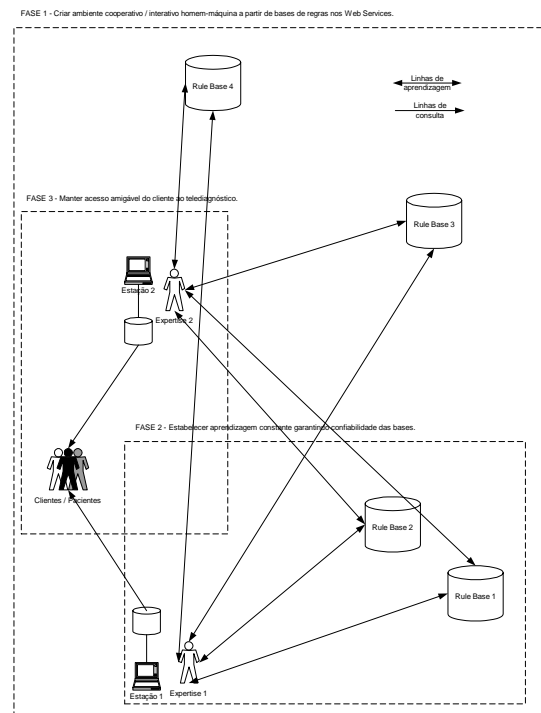 FASE 1 - Criar ambiente cooperativo / interativo homem-máquina a partir de bases de regras nos Web Services.
Rule Base 4
Linhas de
aprendizagem
Linhas de
consulta
FASE 3 - Manter acesso amigável do cliente ao telediagnóstico.
Rule Base 3
Estação 2
Expertise 2
FASE 2 - Estabelecer aprendizagem constante garantindo confiabilidade das bases.
Clientes / Pacientes
Rule Base 2
Rule Base 1
Estação 1
Expertise 1